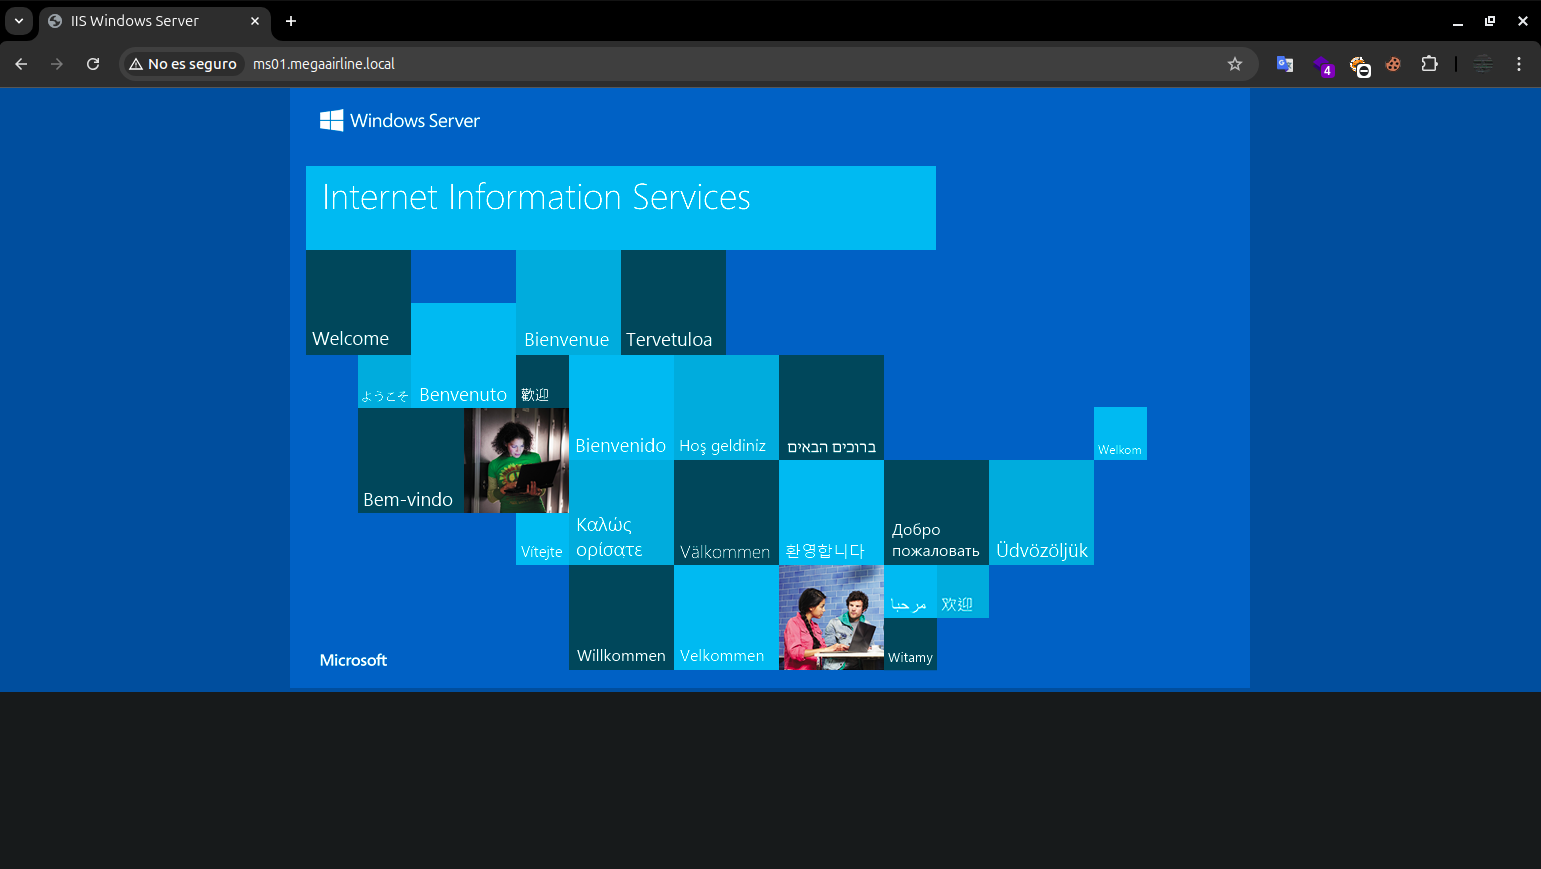 IIS Windows Server
No es seguro
ms01.megaairline.local
4
Windows Server
Internet Information Services
Welcome
Bienvenue
Tervetuloa
ようこそ
Benvenuto
歡迎
Bienvenido
Hoş geldiniz
ברוכים הבאים
Welkom
Bem-vindo
Vítejte
Καλώς
ορίσατε
Välkommen
환영합니다
Добро
пожаловать
Üdvözöljük
Willkommen
Velkommen
مرحبا
欢迎
Witamy
Microsoft